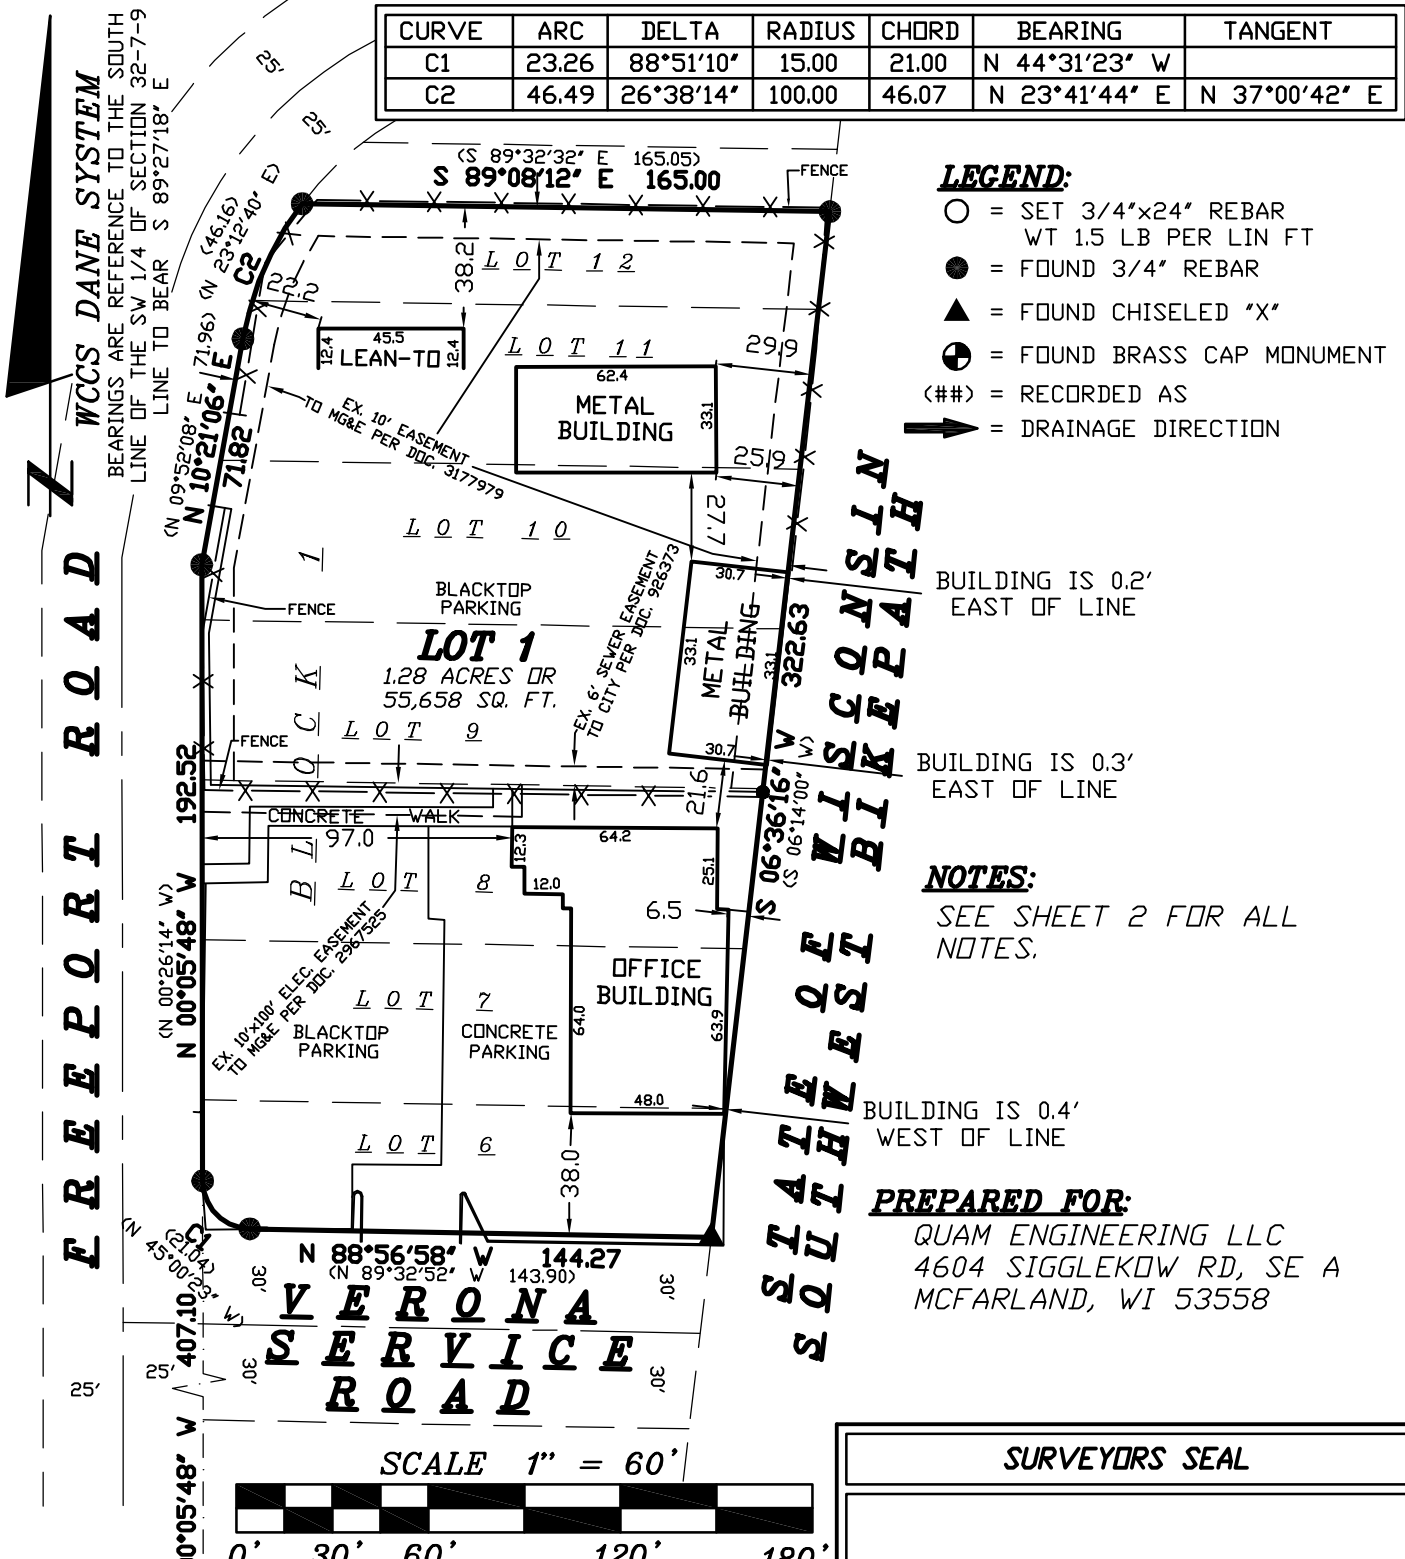 CURVE ARC DELTA RADIUS CHORD BEARING TANGENT
C1 23.26 88°51'10" 15.00 21.00 N 44°31'23" W
C2 46.49 26°38'14" 100.00 46.07 N 23°41'44" E N 37°00'42" E
WCCS DANE SYSTEM
BEARINGS ARE REFERENCE TO THE SOUTH
LINE OF THE SW 1/4 OF SECTION 32-7-9
LINE TO BEAR S 89°27'18" E
Z
25'
25'
(S 89°32'32" E 165.05)
S 89°08'12" E 165.00
FENCE
LEGEND:
= SET 3/4"x24" REBAR
WT 1.5 LB PER LIN FT
= FOUND 3/4" REBAR
= FOUND CHISELED "X"
= FOUND BRASS CAP MONUMENT
(##) = RECORDED AS
= DRAINAGE DIRECTION
(46.16)
(N 23°12'40" E)
C2
22.2
38.2
LOT 12
45.5
12.4
LEAN-TO
12.4
LOT 11
29.9
62.4
METAL
BUILDING
33.1
25.9
(N 09°52'08" E 71.96)
N 10°21'06" E
71.82
EX. 10' EASEMENT
TO MG&E PER DOC. 3177979
27.7
LOT 10
BLACKTOP
PARKING
FENCE
LOT 1
1.28 ACRES OR
55,658 SQ. FT.
EX. 6' SEWER EASEMENT
TO CITY PER DOC. 926373
30.7
33.1
METAL
BUILDING
33.1
30.7
322.63
S 06°36'16" W
(S 06°14'00" W)
BUILDING IS 0.2'
EAST OF LINE
BUILDING IS 0.3'
EAST OF LINE
BLOCK 1
LOT 9
FENCE
21.6
CONCRETE WALK
97.0
64.2
12.3
12.0
25.1
LOT 8
6.5
N 00°05'48" W 192.52
(N 00°26'14" W)
EX. 10'x100' ELEC. EASEMENT
TO MG&E PER DOC. 2967525
OFFICE
BUILDING
LOT 7
BLACKTOP
PARKING
CONCRETE
PARKING
64.0
63.9
48.0
LOT 6
38.0
NOTES:
SEE SHEET 2 FOR ALL
NOTES.
BUILDING IS 0.4'
WEST OF LINE
FREEPORT ROAD
STATE OF WISCONSIN
SOUTHWEST BIKEPATH
PREPARED FOR:
QUAM ENGINEERING LLC
4604 SIGGLEKOW RD, SE A
MCFARLAND, WI 53558
C1
(21.04)
(N 45°00'23" W)
N 88°56'58" W 144.27
(N 89°32'52" W 143.90)
30'
30'
VERONA
SERVICE
ROAD
30'
30'
407.10
25'
25'
0°05'48" W
SCALE 1" = 60'
0' 30' 60' 120' 180'
SURVEYORS SEAL